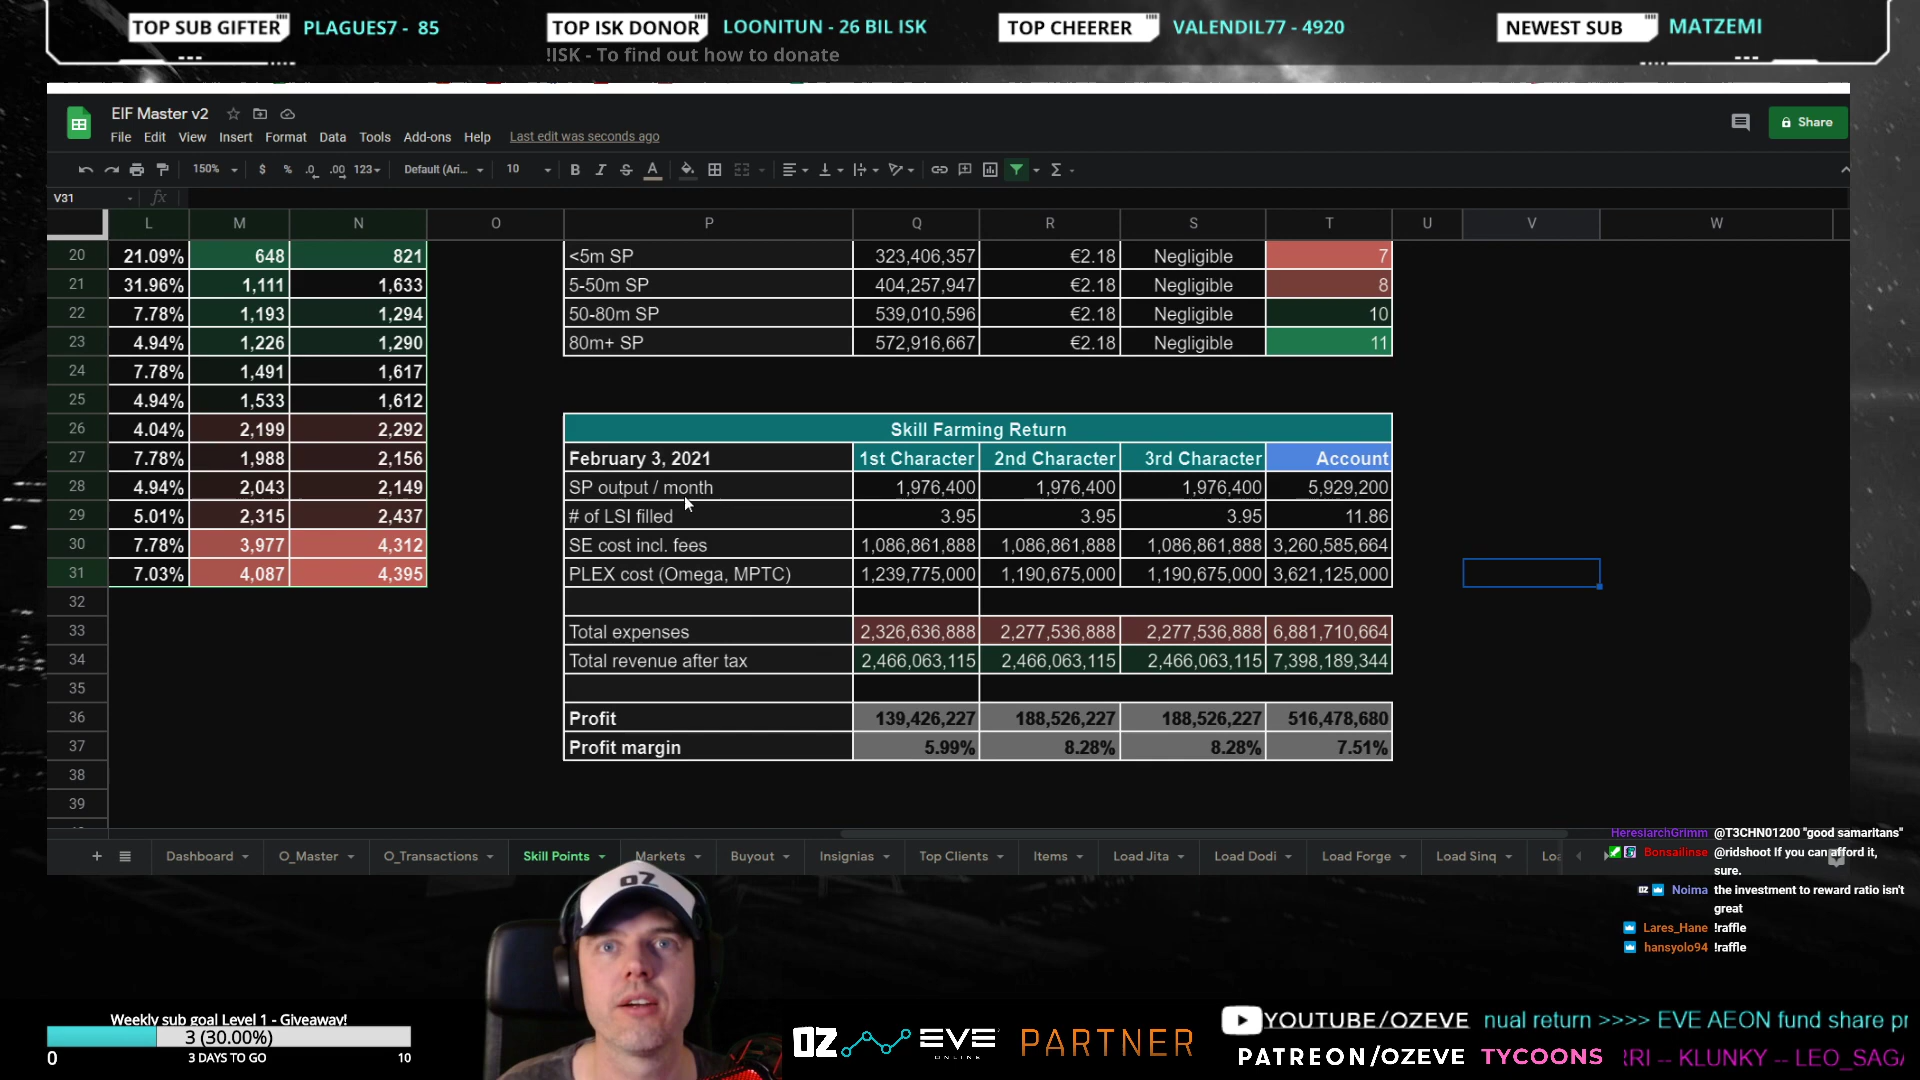 TOP SUB GIFTER PLAGUES7 - 85 TOP ISK DONOR LOONITUN - 26 BIL ISK TOP CHEERER VALENDIL77 - 4920 NEWEST SUB MATZEMI
!ISK - To find out how to donate
EIF Master v2
File Edit View Insert Format Data Tools Add-ons Help Last edit was seconds ago
Share
150% $ % .0 .00 123 Default (Ari... 10 B I S A Σ
V31 fx
L M N O P Q R S T U V W
20 21.09% 648 821 <5m SP 323,406,357 €2.18 Negligible 7
21 31.96% 1,111 1,633 5-50m SP 404,257,947 €2.18 Negligible 8
22 7.78% 1,193 1,294 50-80m SP 539,010,596 €2.18 Negligible 10
23 4.94% 1,226 1,290 80m+ SP 572,916,667 €2.18 Negligible 11
24 7.78% 1,491 1,617
25 4.94% 1,533 1,612
26 4.04% 2,199 2,292 Skill Farming Return
27 7.78% 1,988 2,156 February 3, 2021 1st Character 2nd Character 3rd Character Account
28 4.94% 2,043 2,149 SP output / month 1,976,400 1,976,400 1,976,400 5,929,200
29 5.01% 2,315 2,437 # of LSI filled 3.95 3.95 3.95 11.86
30 7.78% 3,977 4,312 SE cost incl. fees 1,086,861,888 1,086,861,888 1,086,861,888 3,260,585,664
31 7.03% 4,087 4,395 PLEX cost (Omega, MPTC) 1,239,775,000 1,190,675,000 1,190,675,000 3,621,125,000
32
33 Total expenses 2,326,636,888 2,277,536,888 2,277,536,888 6,881,710,664
34 Total revenue after tax 2,466,063,115 2,466,063,115 2,466,063,115 7,398,189,344
35
36 Profit 139,426,227 188,526,227 188,526,227 516,478,680
37 Profit margin 5.99% 8.28% 8.28% 7.51%
38
39
+ Dashboard O_Master O_Transactions Skill Points Markets Buyout Insignias Top Clients Items Load Jita Load Dodi Load Forge Load Sinq Loa
HeresiarchGrimm @T3CHN01200 "good samaritans"
Bonsailinse @ridshoot If you can afford it,
sure.
Noima the investment to reward ratio isn't
great
Lares_Hane !raffle
hansyolo94 !raffle
OZ
Weekly sub goal Level 1 - Giveaway!
3 (30.00%)
0 3 DAYS TO GO 10
OZ EVE ONLINE PARTNER
YOUTUBE/OZEVE nual return >>>> EVE AEON fund share pr
PATREON/OZEVE TYCOONS RI -- KLUNKY -- LEO_SAGA